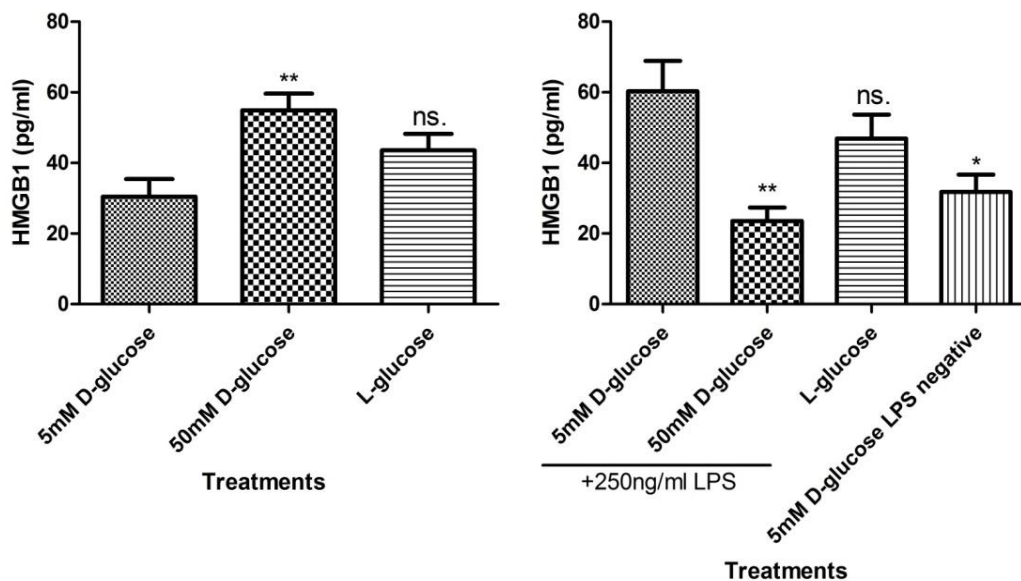 HMGB1 (pg/ml)
80
60
40
20
0
**
ns.
5mM D-glucose
50mM D-glucose
L-glucose
Treatments
HMGB1 (pg/ml)
80
60
40
20
0
**
ns.
*
5mM D-glucose
50mM D-glucose
L-glucose
5mM D-glucose LPS negative
+250ng/ml LPS
Treatments